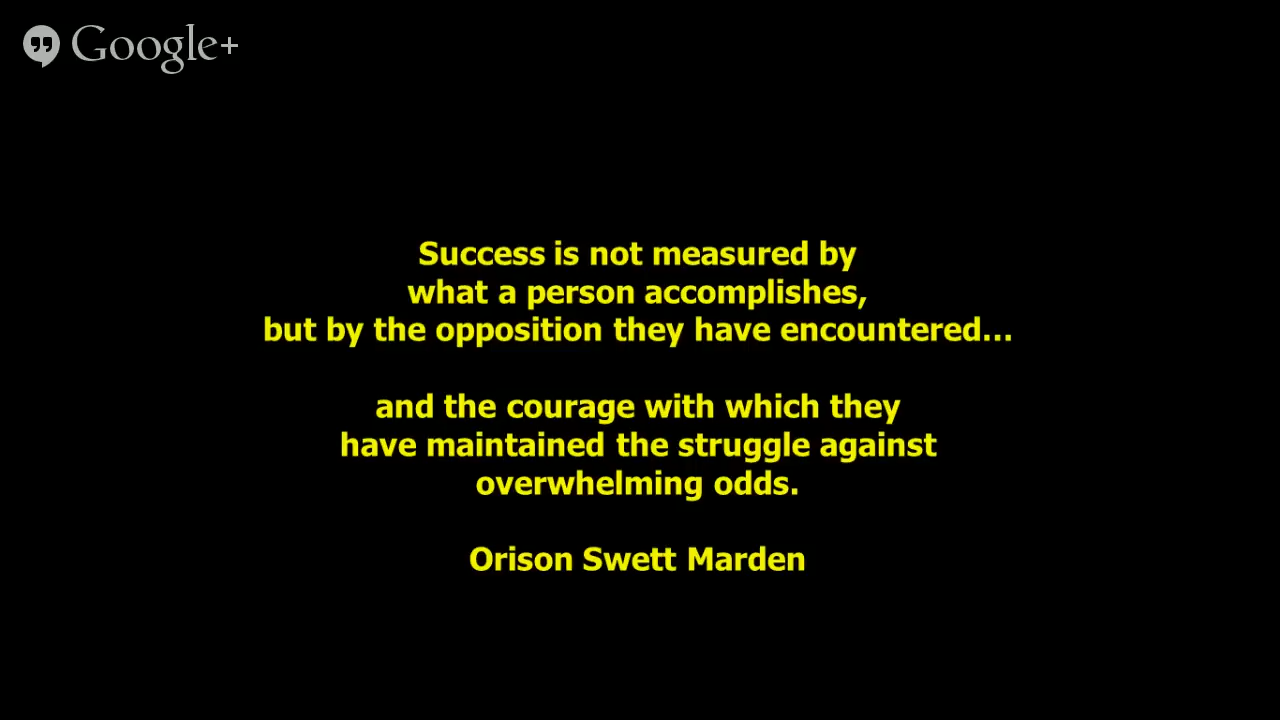 Google+
Success is not measured by
what a person accomplishes,
but by the opposition they have encountered...
and the courage with which they
have maintained the struggle against
overwhelming odds.
Orison Swett Marden